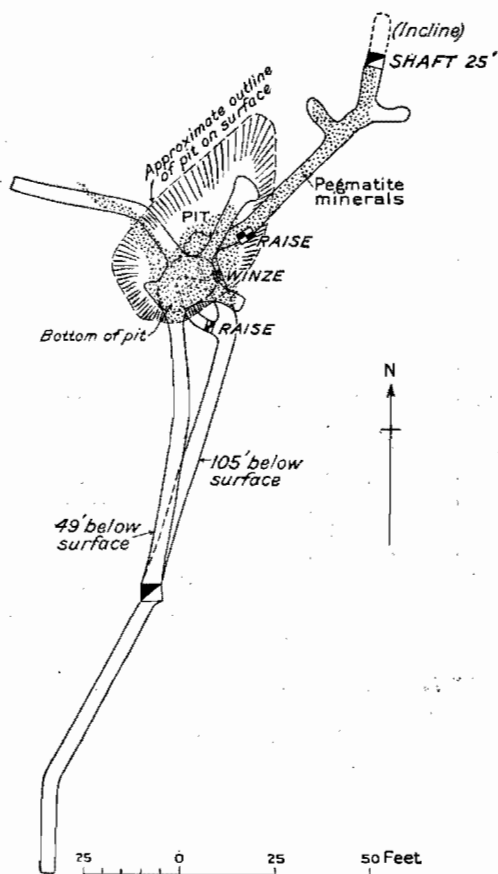 (Incline)
SHAFT 25'
Approximate outline
of pit on surface
Pegmatite
minerals
PIT
RAISE
WINZE
Bottom of pit
RAISE
N
105' below
surface
49' below
surface
25 0 25 50 Feet